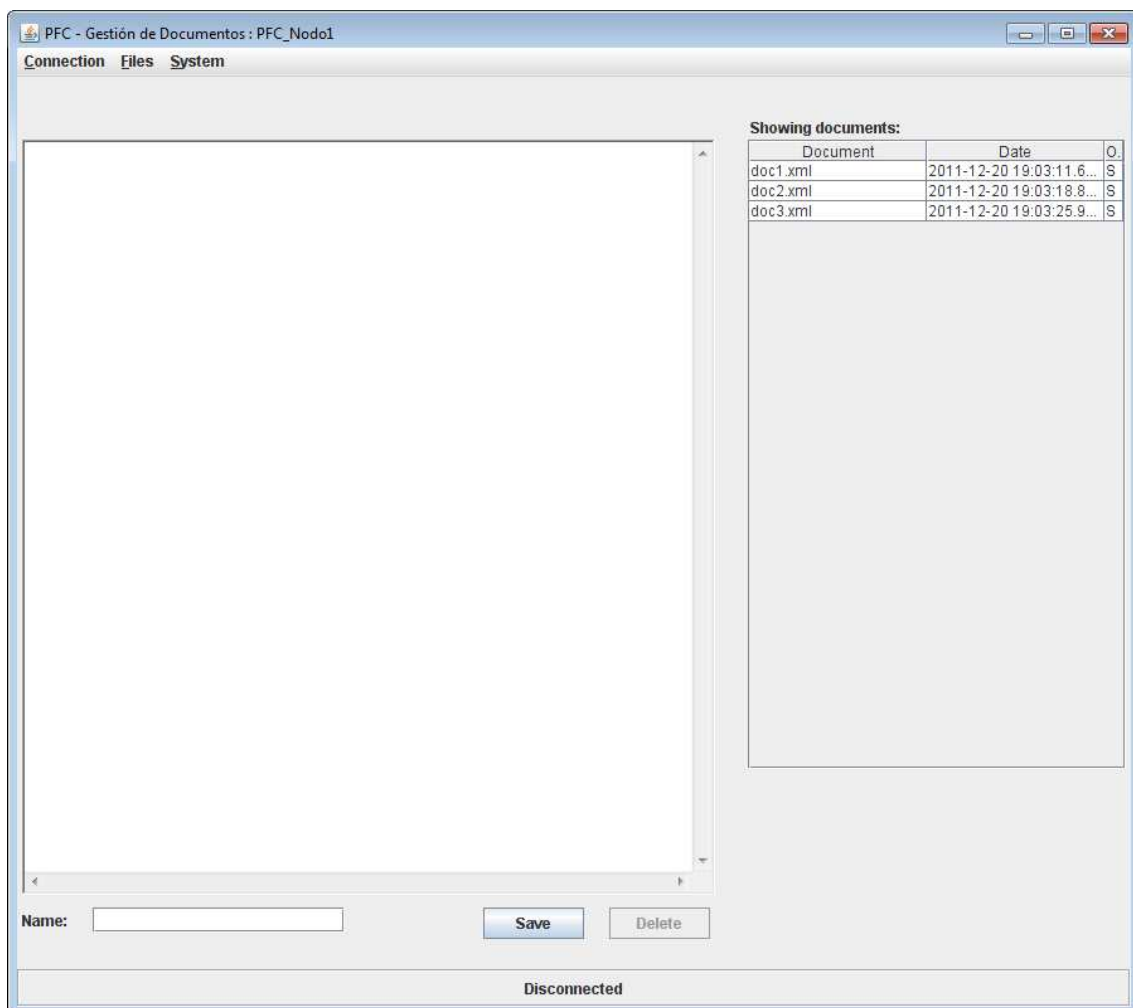 PFC - Gestión de Documentos : PFC_Nodo1
Connection Files System
Showing documents:
Document Date O.
doc1.xml 2011-12-20 19:03:11.6... S
doc2.xml 2011-12-20 19:03:18.8... S
doc3.xml 2011-12-20 19:03:25.9... S
Name: Save Delete
Disconnected